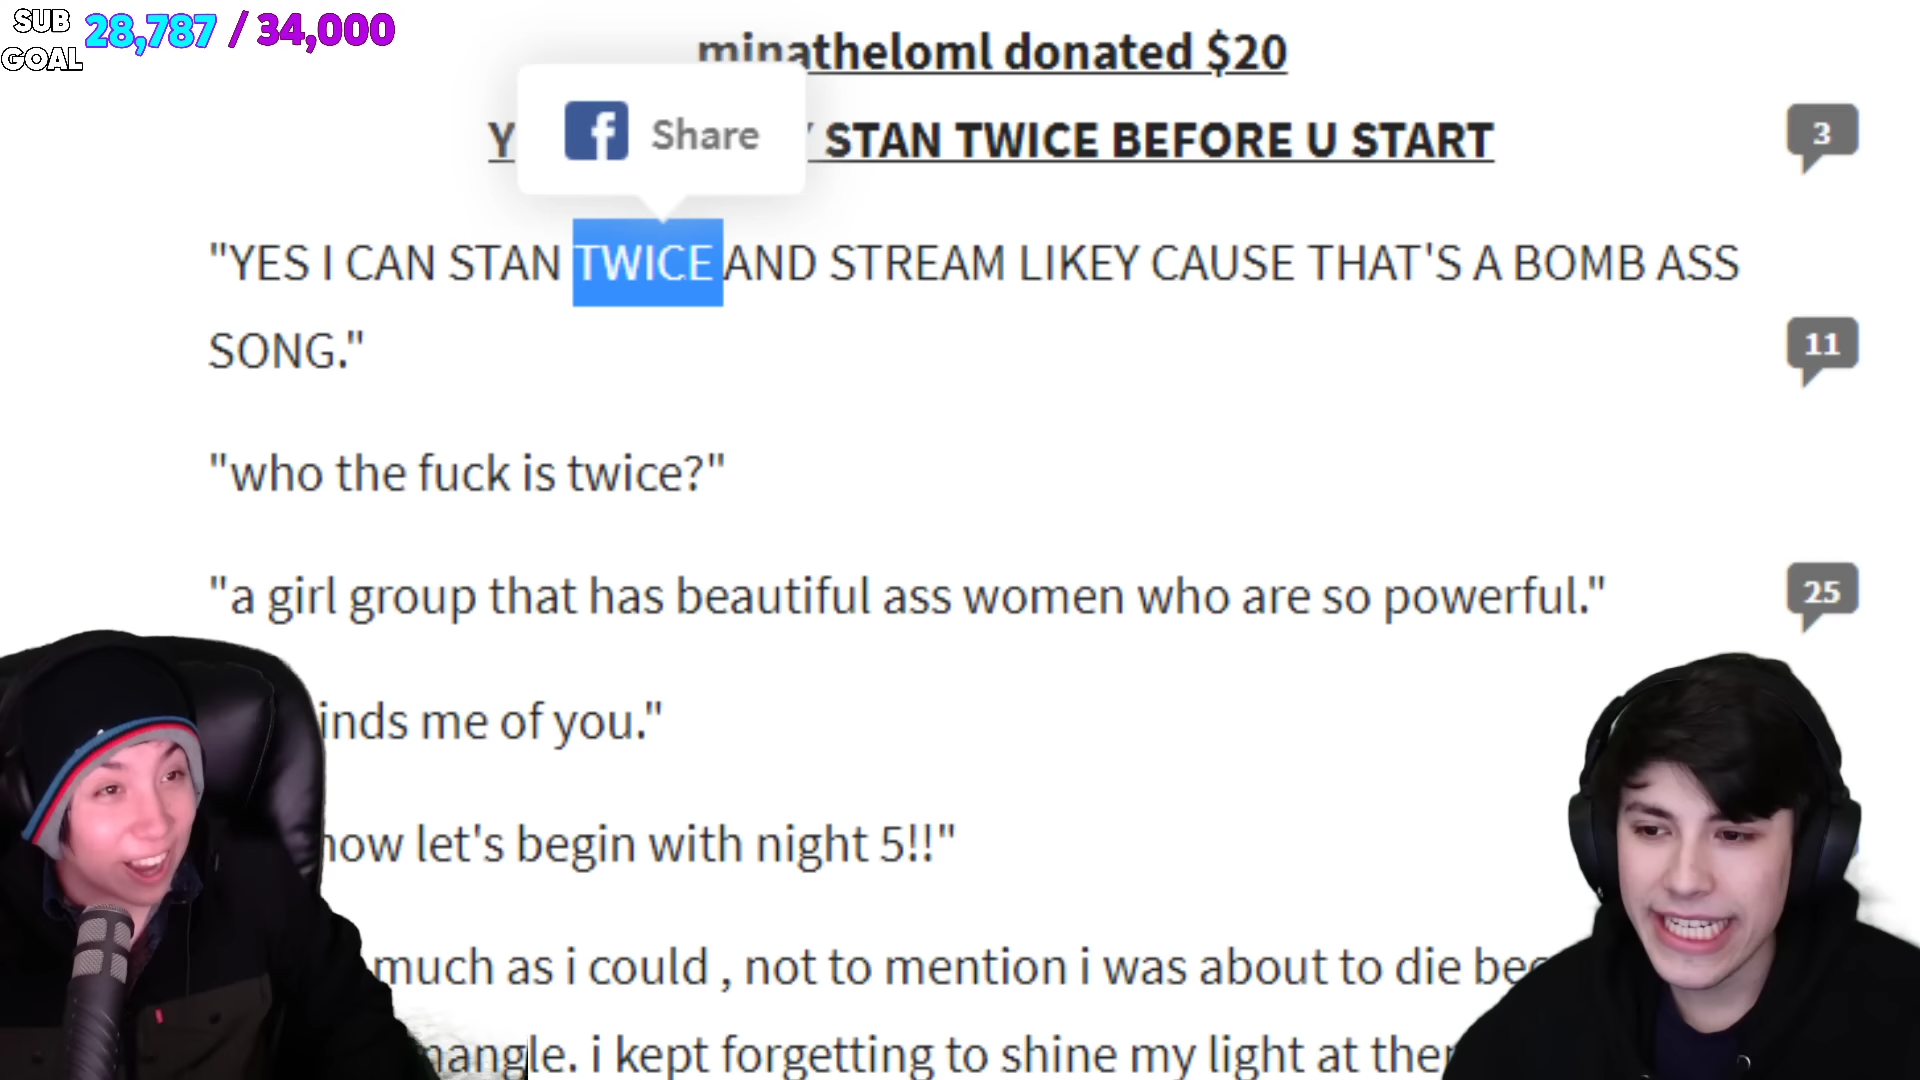 SUB GOAL 28,787 / 34,000
minatheloml donated $20
Share
STAN TWICE BEFORE U START
3
"YES I CAN STAN TWICE AND STREAM LIKEY CAUSE THAT'S A BOMB ASS
SONG."
11
"who the fuck is twice?"
"a girl group that has beautiful ass women who are so powerful."
25
inds me of you."
now let's begin with night 5!!"
much as i could , not to mention i was about to die
mangle. i kept forgetting to shine my light at